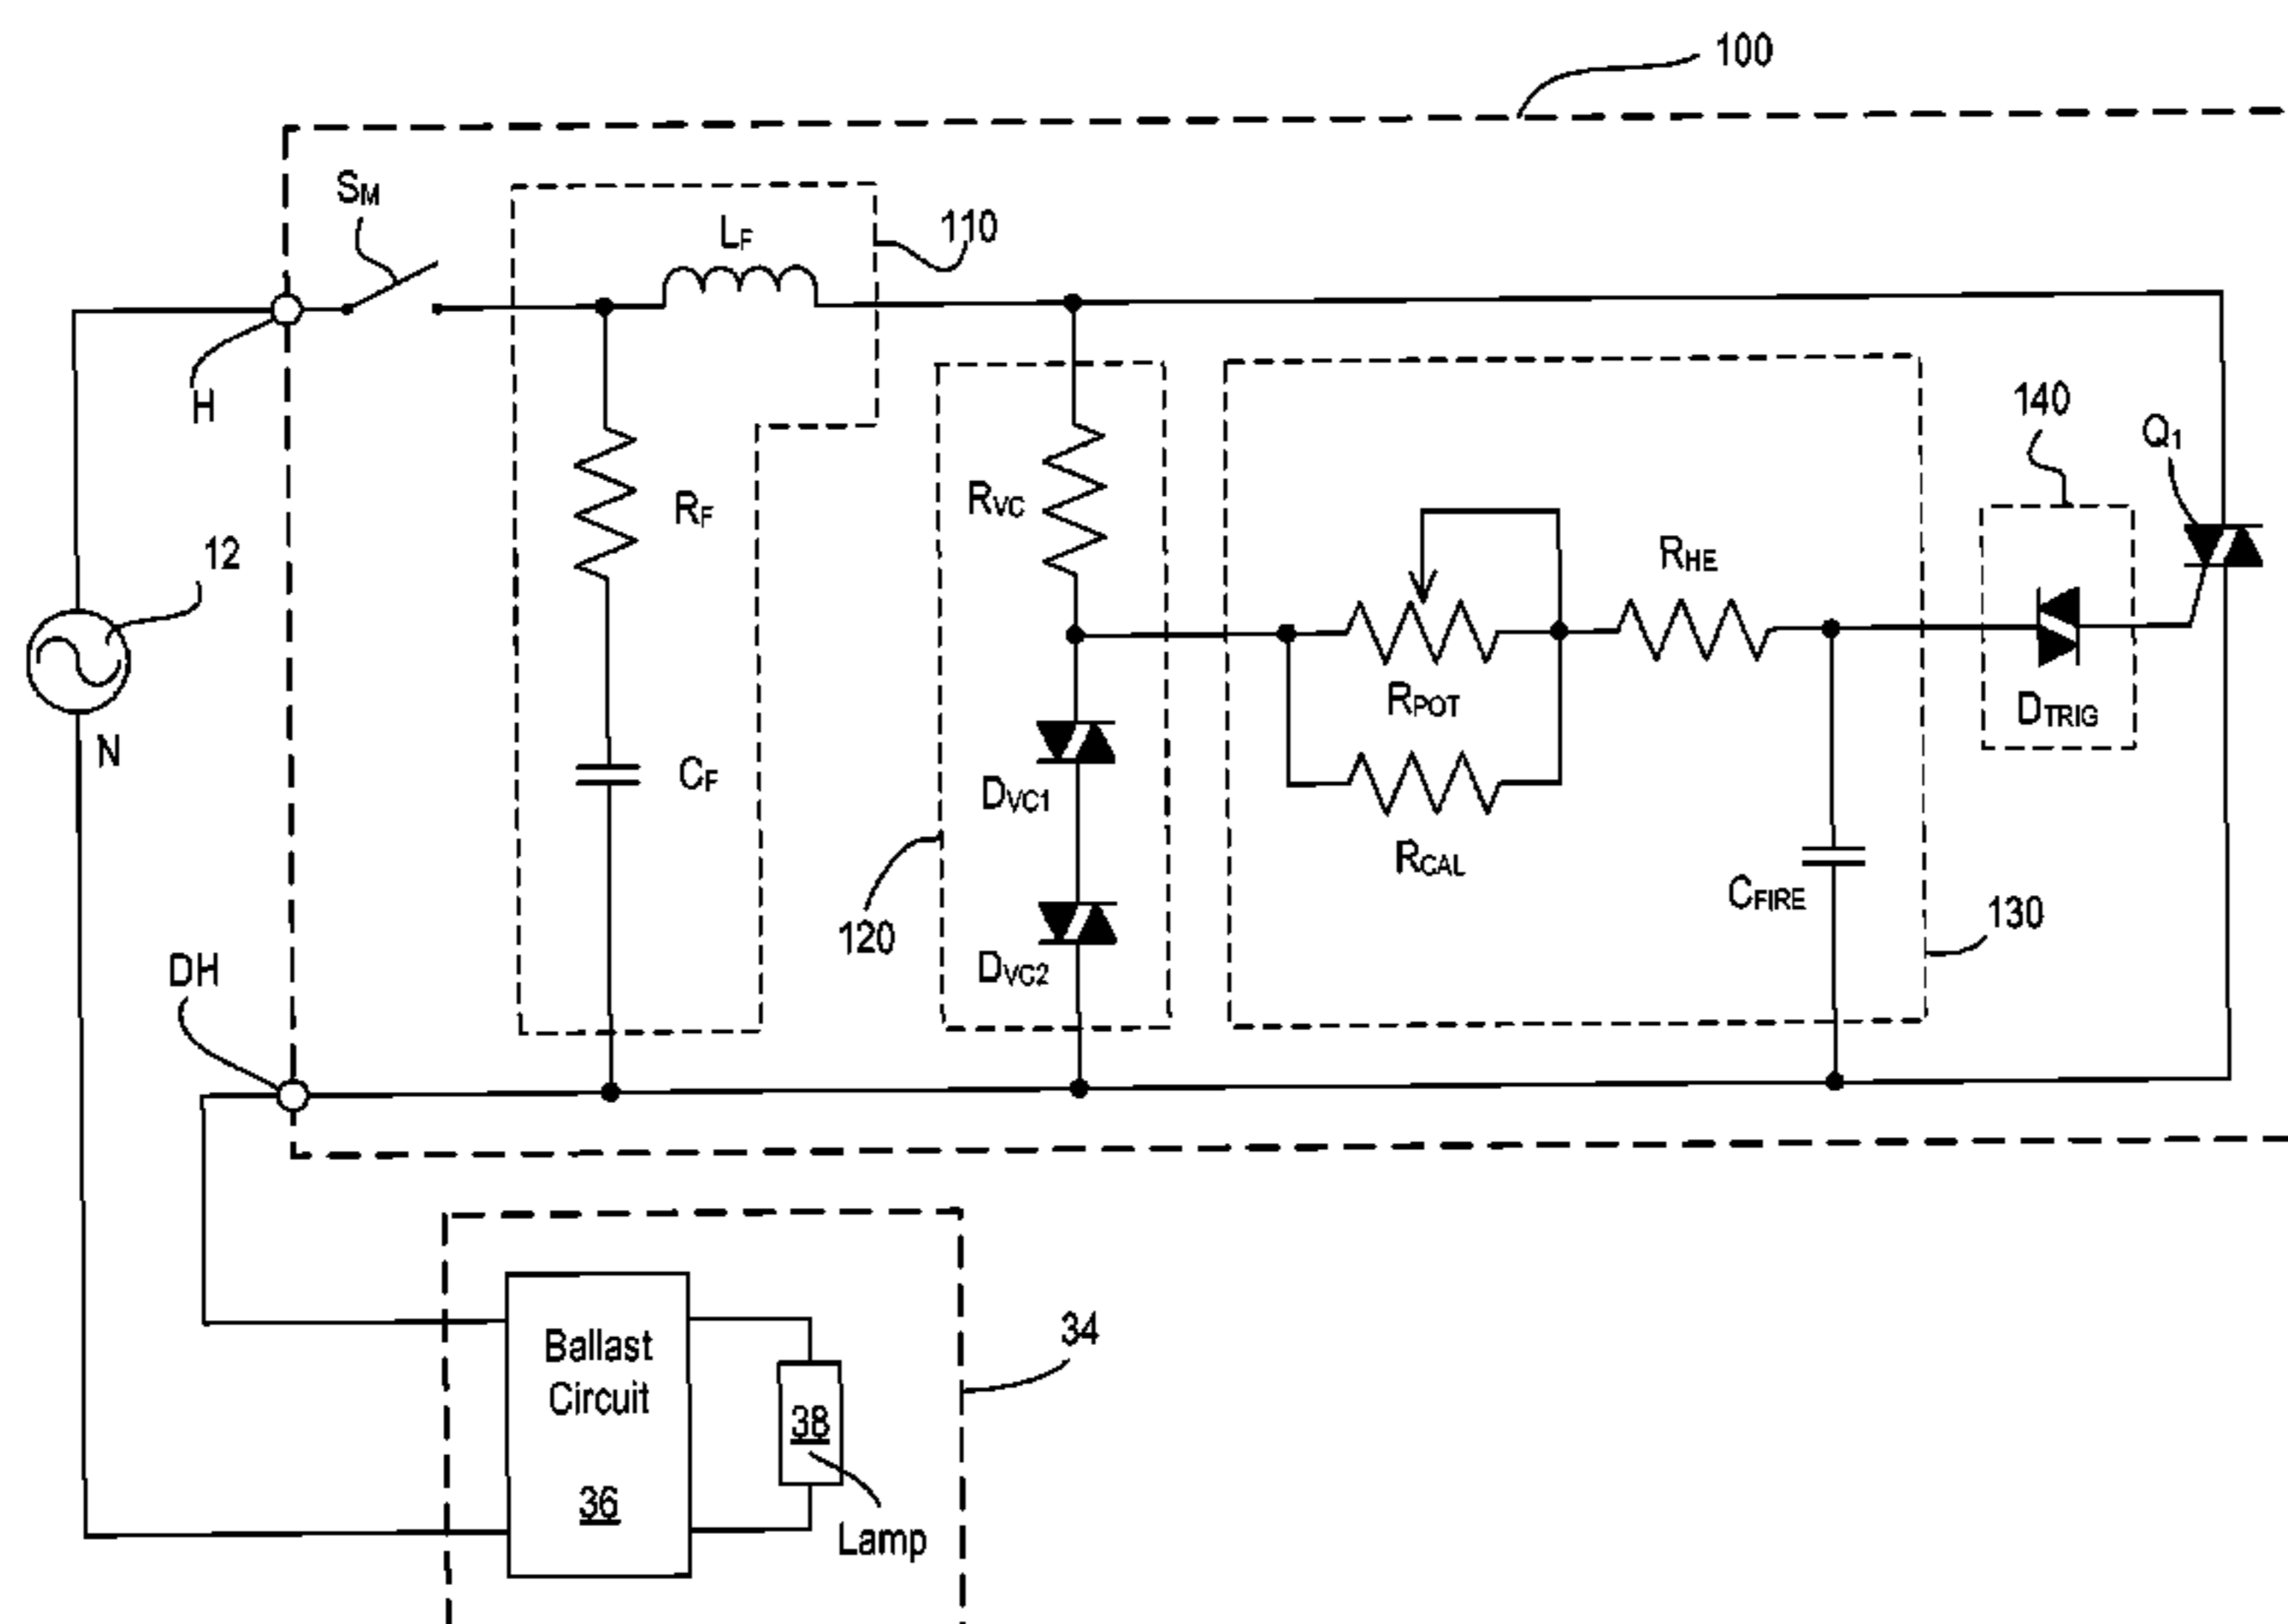 100
SM
LF
110
H
RF
12
N
CF
RVC
DVC1
120
DVC2
RPOT
RCAL
RHE
CFIRE
130
140
Q1
DTRIG
DH
Ballast
Circuit
36
38
Lamp
34